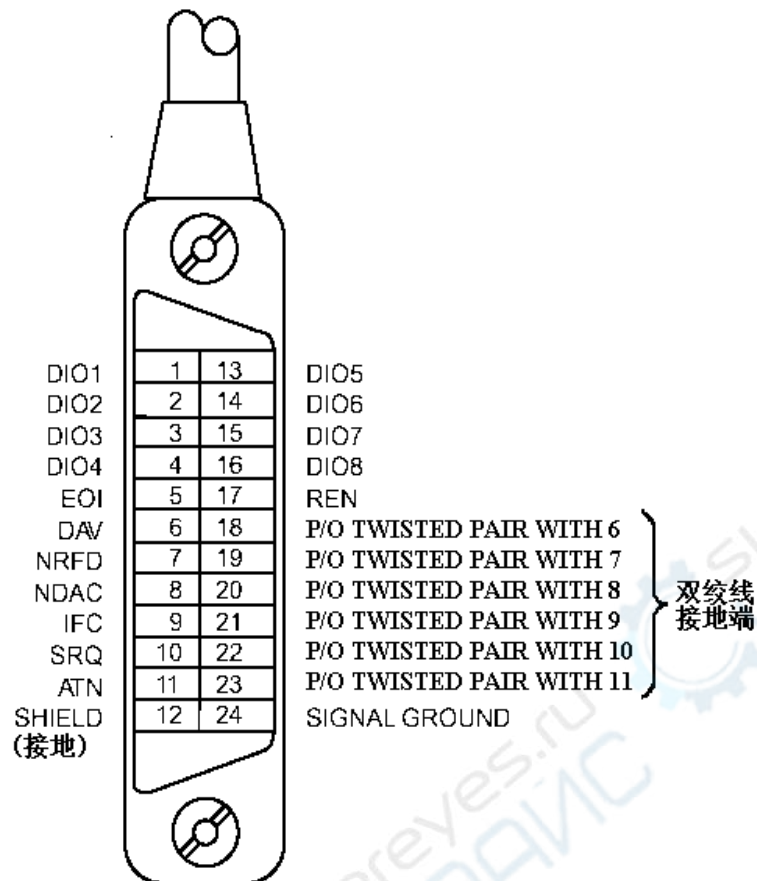 DIO1 1 13 DIO5
DIO2 2 14 DIO6
DIO3 3 15 DIO7
DIO4 4 16 DIO8
EOI 5 17 REN
DAV 6 18 P/O TWISTED PAIR WITH 6
NRFD 7 19 P/O TWISTED PAIR WITH 7
NDAC 8 20 P/O TWISTED PAIR WITH 8
IFC 9 21 P/O TWISTED PAIR WITH 9
SRQ 10 22 P/O TWISTED PAIR WITH 10
ATN 11 23 P/O TWISTED PAIR WITH 11
双绞线
接地端
SHIELD 12 24 SIGNAL GROUND
(接地)